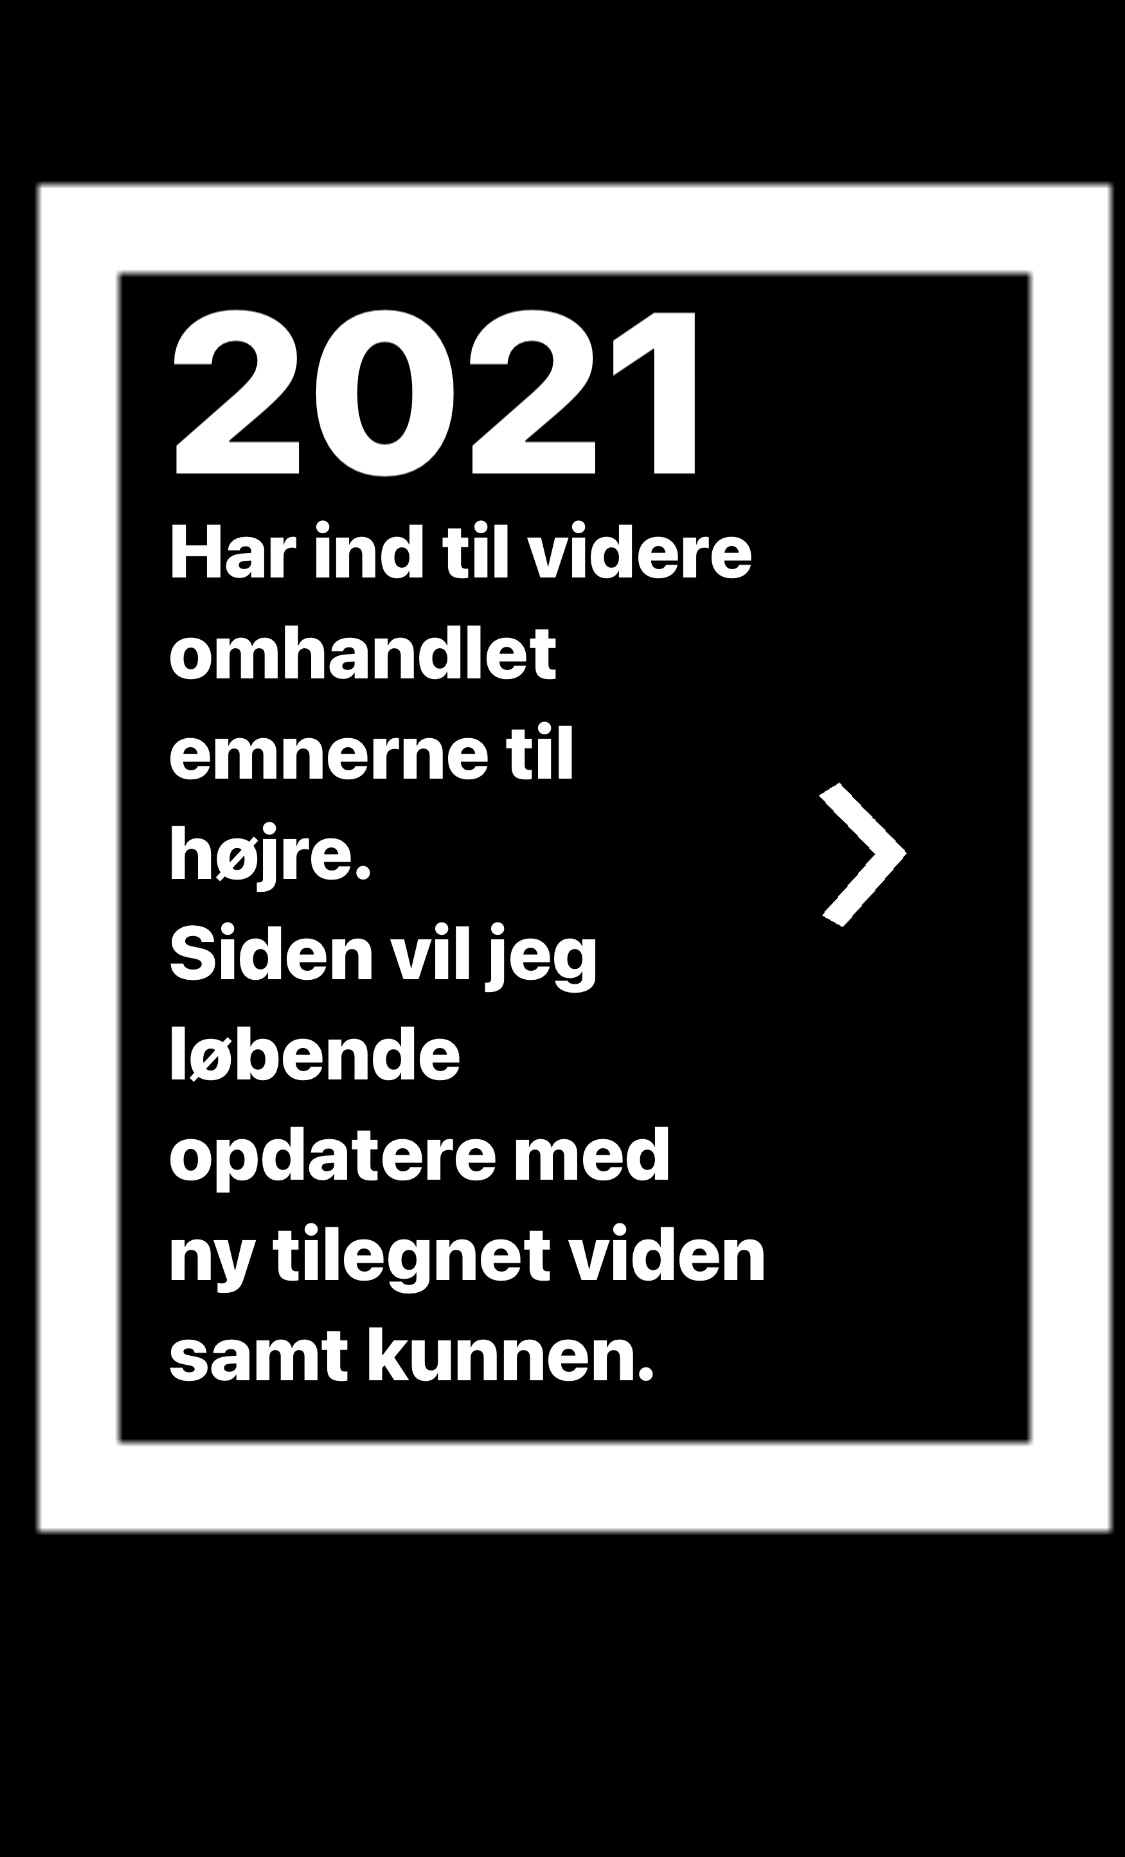 2021
Har ind til videre
omhandlet
emnerne til
højre.
Siden vil jeg
løbende
opdatere med
ny tilegnet viden
samt kunnen.